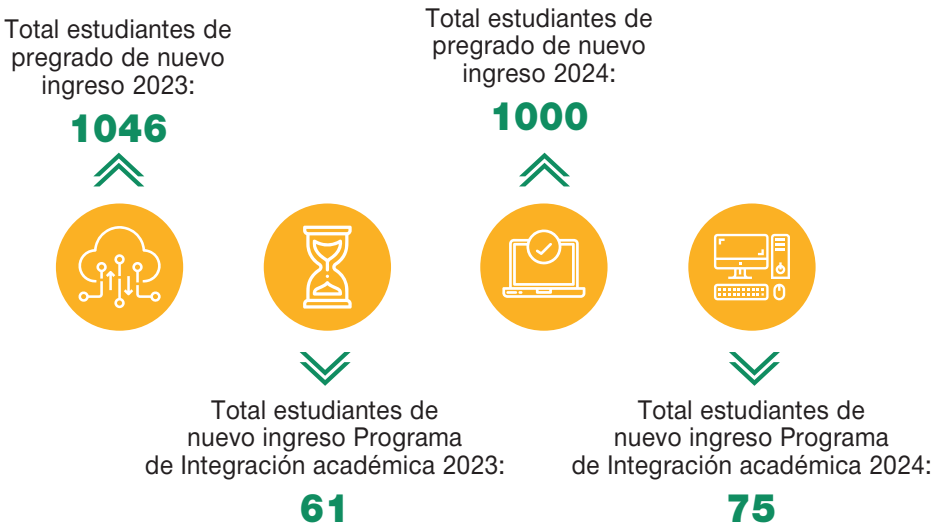 Total estudiantes de
pregrado de nuevo
ingreso 2023:
1046
Total estudiantes de
pregrado de nuevo
ingreso 2024:
1000
Total estudiantes de
nuevo ingreso Programa
de Integración académica 2023:
61
Total estudiantes de
nuevo ingreso Programa
de Integración académica 2024:
75